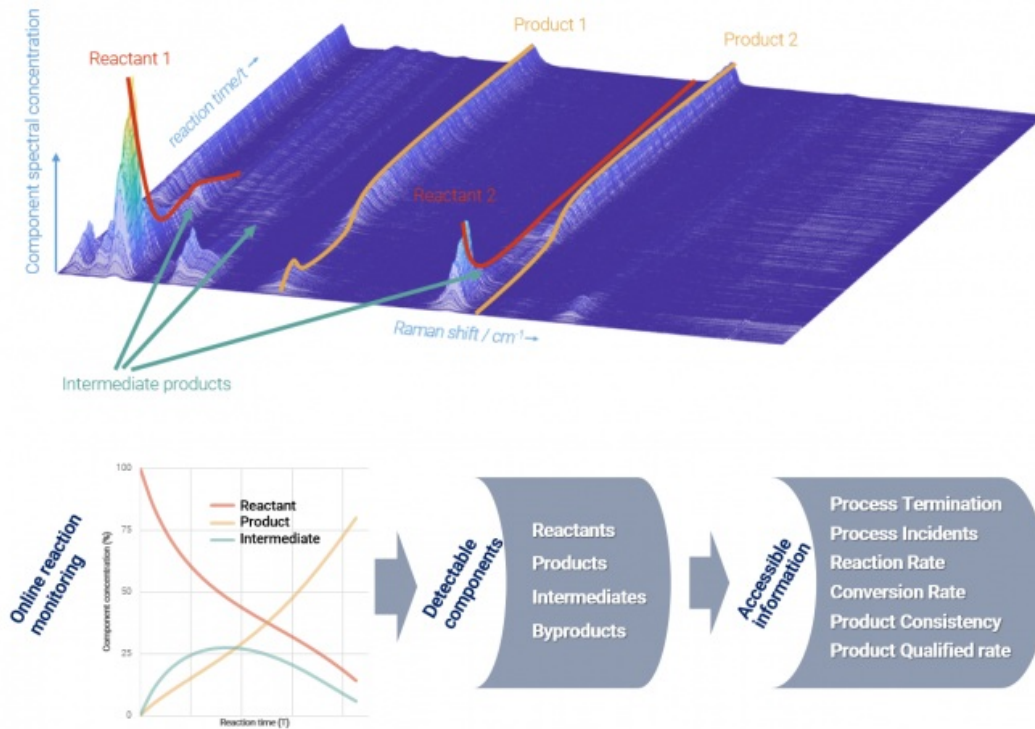 Product 1
Product 2
Reactant 1
reaction time/t →
Component spectral concentration
Reactant 2
Raman shift / cm-1→
Intermediate products
Online reaction
monitoring
Component concentration (%)
100
75
50
25
0
Reactant
Product
Intermediate
Reaction time (T)
Detectable
components
Reactants
Products
Intermediates
Byproducts
Accessible
information
Process Termination
Process Incidents
Reaction Rate
Conversion Rate
Product Consistency
Product Qualified rate